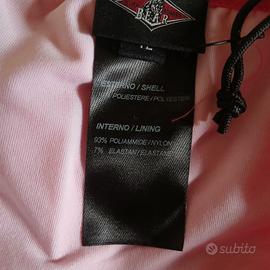 BEAR
ESTERNO / SHELL
POLIESTERE / POLYESTER
INTERNO / LINING
93% POLIAMMIDE / NYLON
7% ELASTAN / ELASTANE
subito